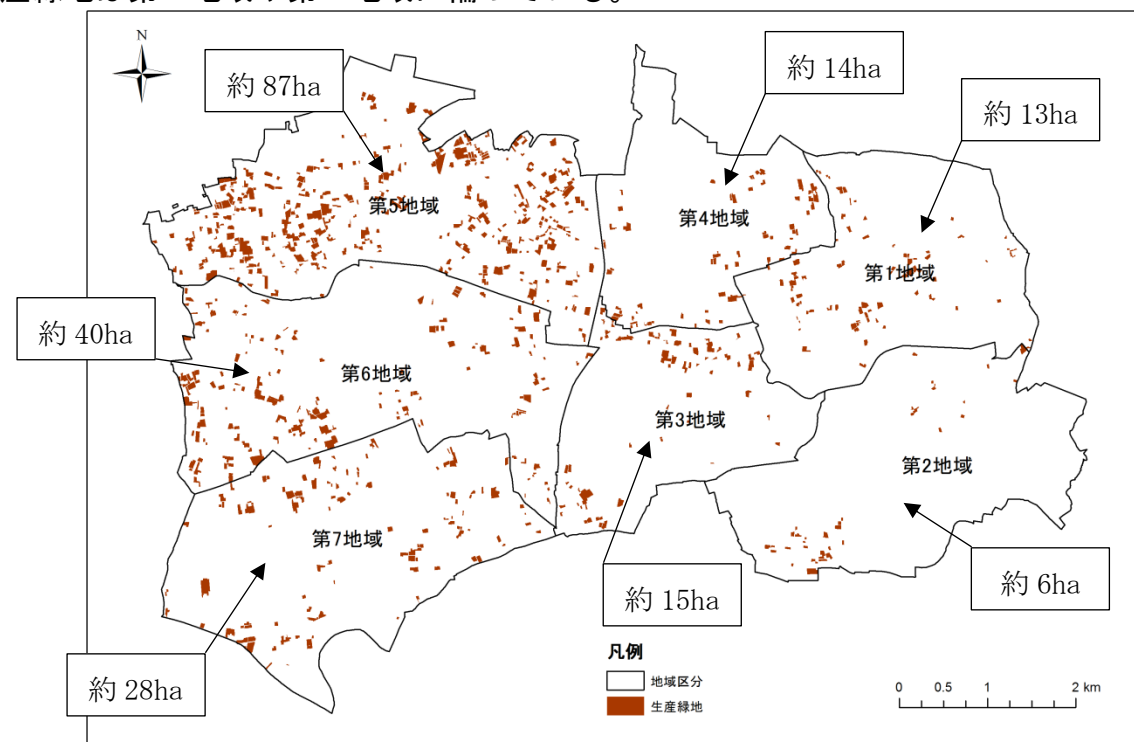 N
約 87ha
約 14ha
約 13ha
第5地域
第4地域
第1地域
約 40ha
第6地域
第3地域
第2地域
第7地域
約 15ha
約 6ha
約 28ha
凡例
地域区分
生産緑地
0 0.5 1 2 km